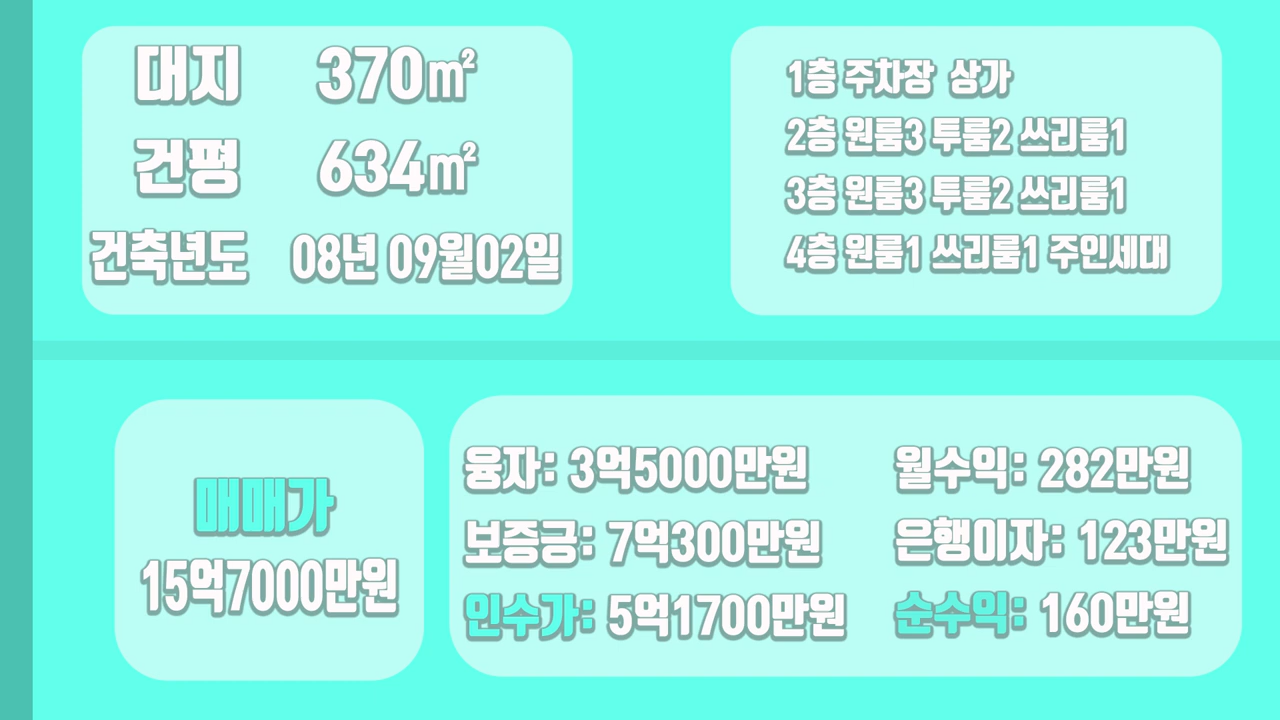 대지 370㎡
건평 634㎡
건축년도 08년 09월02일
1층 주차장 상가
2층 원룸3 투룸2 쓰리룸1
3층 원룸3 투룸2 쓰리룸1
4층 원룸1 쓰리룸1 주인세대
매매가
15억7000만원
융자: 3억5000만원
보증금: 7억300만원
인수가: 5억1700만원
월수익: 282만원
은행이자: 123만원
순수익: 160만원